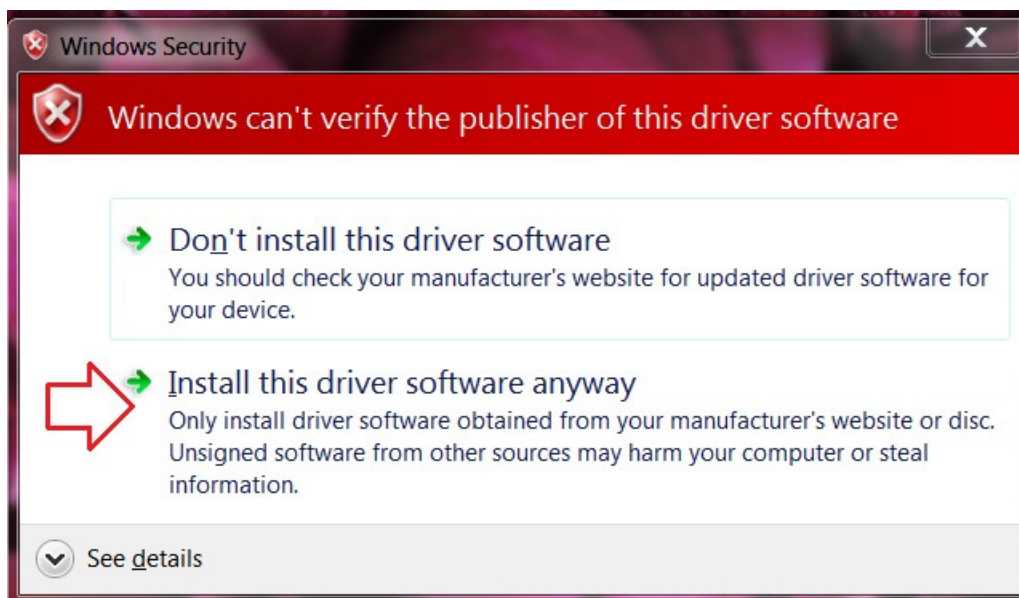 Windows Security
X
Windows can't verify the publisher of this driver software
Don't install this driver software
You should check your manufacturer's website for updated driver software for
your device.
Install this driver software anyway
Only install driver software obtained from your manufacturer's website or disc.
Unsigned software from other sources may harm your computer or steal
information.
See details